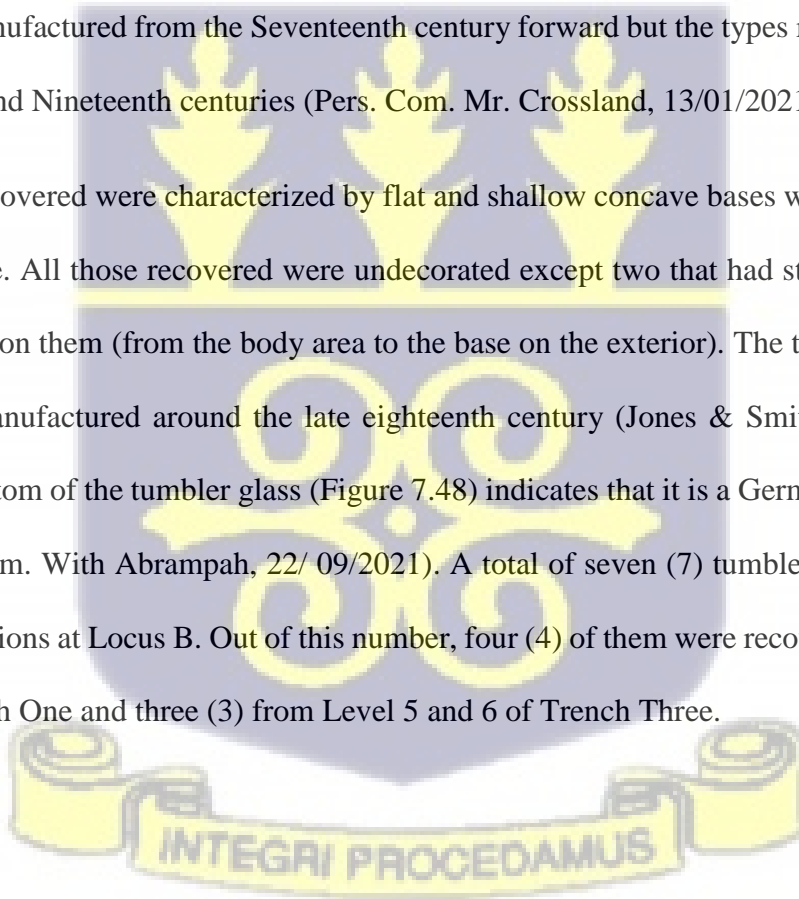 nufactured from the Seventeenth century forward but the types
nd Nineteenth centuries (Pers. Com. Mr. Crossland, 13/01/2021
overed were characterized by flat and shallow concave bases w
e. All those recovered were undecorated except two that had st
on them (from the body area to the base on the exterior). The t
anufactured around the late eighteenth century (Jones & Smi
tom of the tumbler glass (Figure 7.48) indicates that it is a Ger
m. With Abrampah, 22/ 09/2021). A total of seven (7) tumble
ions at Locus B. Out of this number, four (4) of them were reco
h One and three (3) from Level 5 and 6 of Trench Three.
INTEGRI PROCEDAMUS